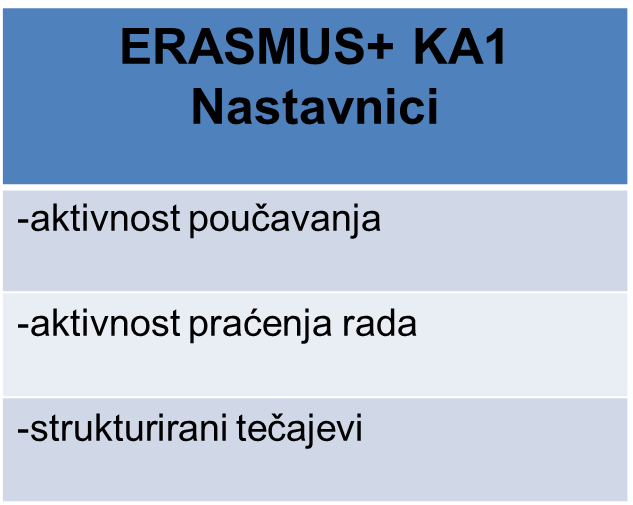 ERASMUS+ KA1
Nastavnici
-aktivnost poučavanja
-aktivnost praćenja rada
-strukturirani tečajevi